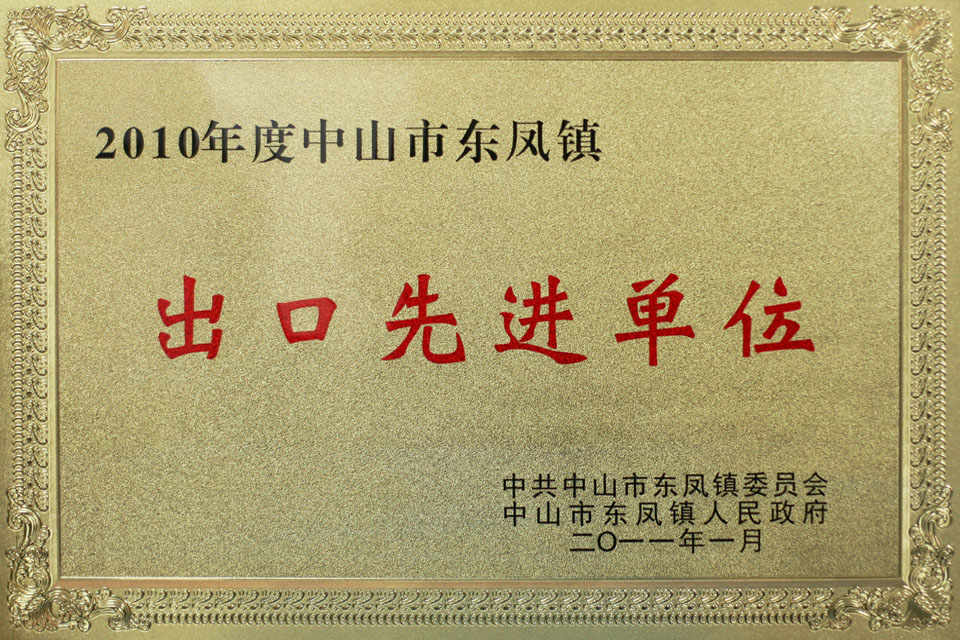 2010年度中山市东凤镇
出口先进单位
中共中山市东凤镇委员会
中山市东凤镇人民政府
二〇一一年一月